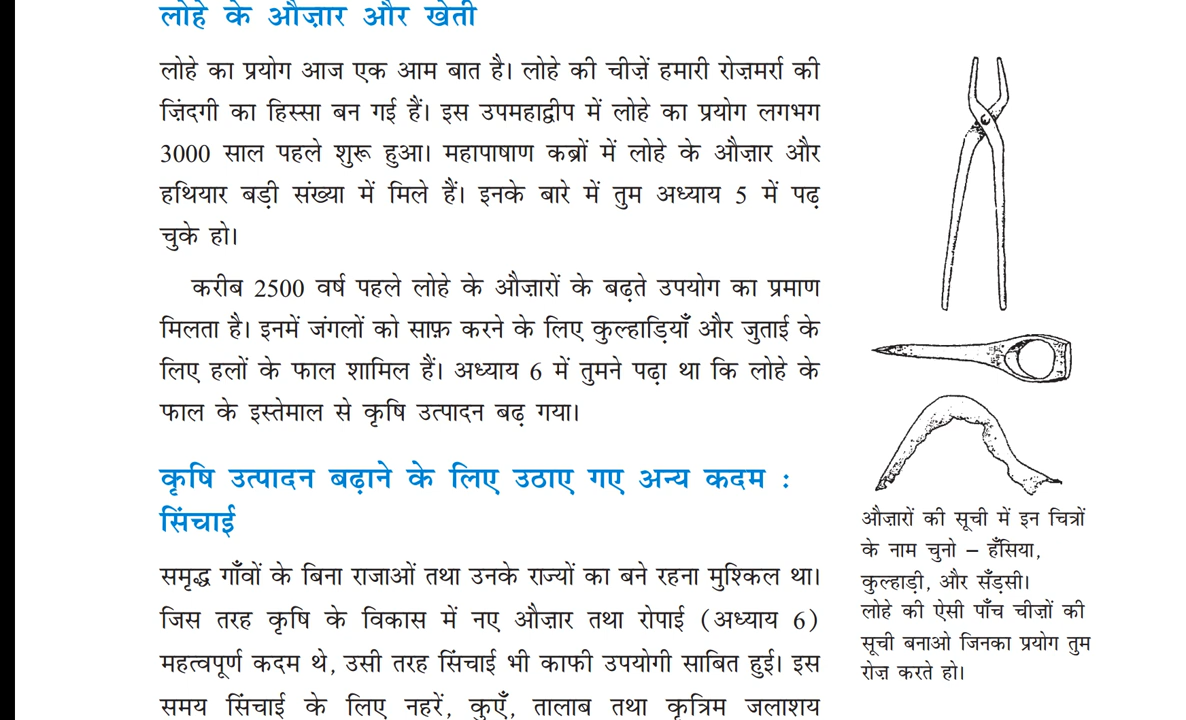 लोहे के औज़ार और खेती
लोहे का प्रयोग आज एक आम बात है। लोहे की चीज़ें हमारी रोज़मर्रा की
ज़िंदगी का हिस्सा बन गई हैं। इस उपमहाद्वीप में लोहे का प्रयोग लगभग
3000 साल पहले शुरू हुआ। महापाषाण कब्रों में लोहे के औज़ार और
हथियार बड़ी संख्या में मिले हैं। इनके बारे में तुम अध्याय 5 में पढ़
चुके हो।
करीब 2500 वर्ष पहले लोहे के औज़ारों के बढ़ते उपयोग का प्रमाण
मिलता है। इनमें जंगलों को साफ़ करने के लिए कुल्हाड़ियाँ और जुताई के
लिए हलों के फाल शामिल हैं। अध्याय 6 में तुमने पढ़ा था कि लोहे के
फाल के इस्तेमाल से कृषि उत्पादन बढ़ गया।
कृषि उत्पादन बढ़ाने के लिए उठाए गए अन्य कदम :
सिंचाई
समृद्ध गाँवों के बिना राजाओं तथा उनके राज्यों का बने रहना मुश्किल था।
जिस तरह कृषि के विकास में नए औज़ार तथा रोपाई (अध्याय 6)
महत्वपूर्ण कदम थे, उसी तरह सिंचाई भी काफी उपयोगी साबित हुई। इस
समय सिंचाई के लिए नहरें, कुएँ, तालाब तथा कृत्रिम जलाशय
औज़ारों की सूची में इन चित्रों
के नाम चुनो – हँसिया,
कुल्हाड़ी, और सँड़सी।
लोहे की ऐसी पाँच चीज़ों की
सूची बनाओ जिनका प्रयोग तुम
रोज़ करते हो।